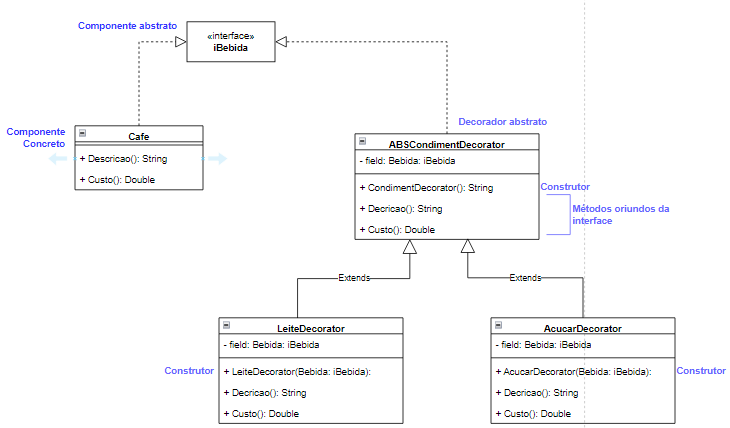 Componente abstrato
«interface»
iBebida
Componente
Concreto
Cafe
+ Descricao(): String
+ Custo(): Double
Decorador abstrato
ABSCondimentDecorator
- field: Bebida: iBebida
+ CondimentDecorator(): String
Construtor
+ Decricao(): String
+ Custo(): Double
Métodos oriundos da
interface
Extends
Extends
LeiteDecorator
- field: Bebida: iBebida
Construtor
+ LeiteDecorator(Bebida: iBebida):
+ Decricao(): String
+ Custo(): Double
AcucarDecorator
- field: Bebida: iBebida
+ AcucarDecorator(Bebida: iBebida):
Construtor
+ Decricao(): String
+ Custo(): Double